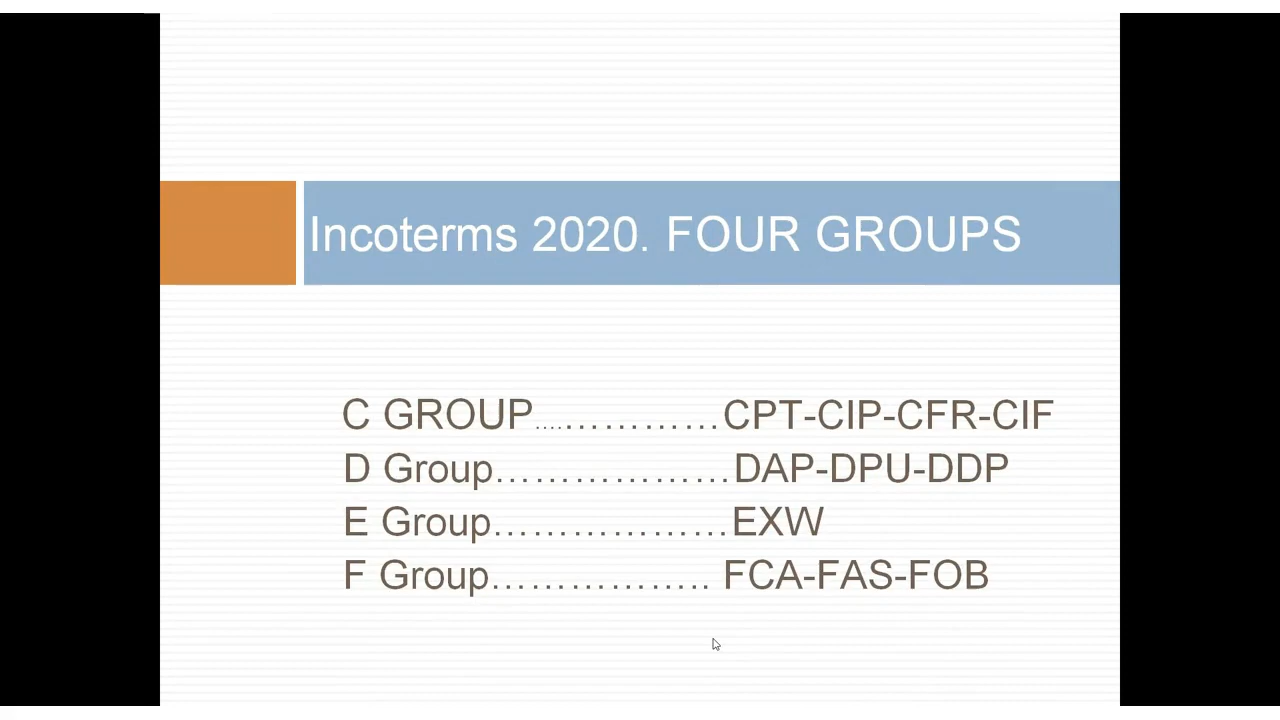 Incoterms 2020. FOUR GROUPS
C GROUP....…………CPT-CIP-CFR-CIF
D Group………………DAP-DPU-DDP
E Group………………EXW
F Group…………….. FCA-FAS-FOB